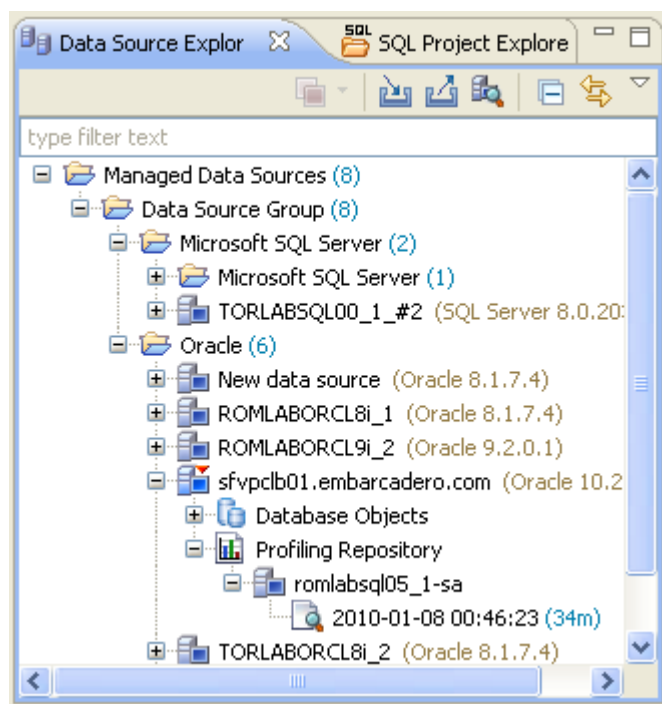 Data Source Explor
SQL SQL Project Explore
type filter text
Managed Data Sources (8)
Data Source Group (8)
Microsoft SQL Server (2)
Microsoft SQL Server (1)
TORLABSQL00_1_#2 (SQL Server 8.0.20
Oracle (6)
New data source (Oracle 8.1.7.4)
ROMLABORCL8i_1 (Oracle 8.1.7.4)
ROMLABORCL9i_2 (Oracle 9.2.0.1)
sfvpclb01.embarcadero.com (Oracle 10.2
Database Objects
Profiling Repository
romlabsql05_1-sa
2010-01-08 00:46:23 (34m)
TORLABORCL8i_2 (Oracle 8.1.7.4)